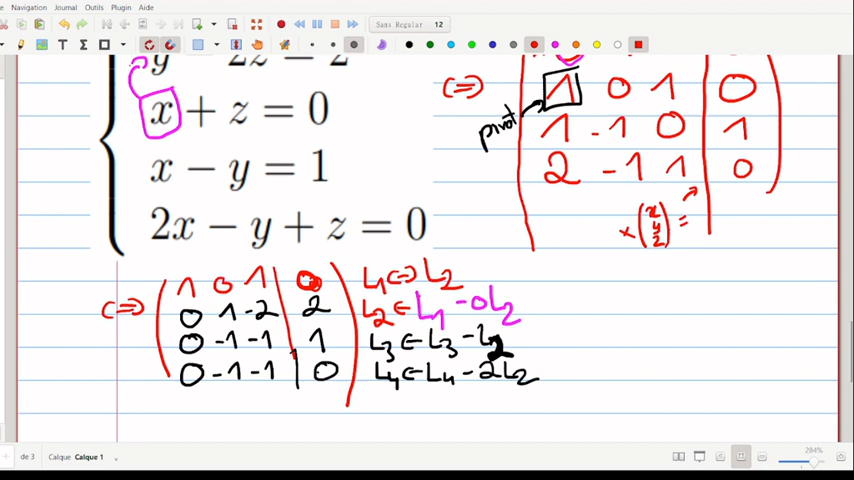 Navigation Journal Outils Plugin Aide
Sans Regular 12
y − 2z = 2
x + z = 0
x − y = 1
2x − y + z = 0
<=>
1 0 1 | 0
pivot
1 -1 0 | 1
2 -1 1 | 0
× (x y z) =
<=>
1 0 1 | 0 L1 <=> L2
0 1 -2 | 2 L2 ← L1 - 0L2
0 -1 -1 | 1 L3 ← L3 - L2
0 -1 -1 | 0 L4 ← L4 - 2L2
de 3 Calque Calque 1
284%